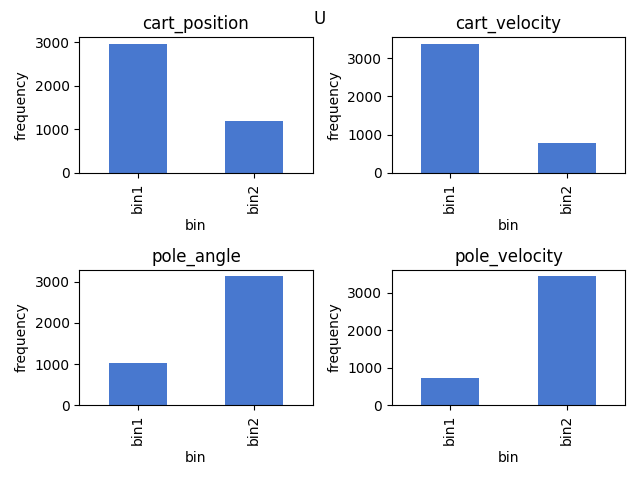 U
cart_position
frequency
3000
2000
1000
0
bin1
bin2
bin
cart_velocity
frequency
3000
2000
1000
0
bin1
bin2
bin
pole_angle
frequency
3000
2000
1000
0
bin1
bin2
bin
pole_velocity
frequency
3000
2000
1000
0
bin1
bin2
bin